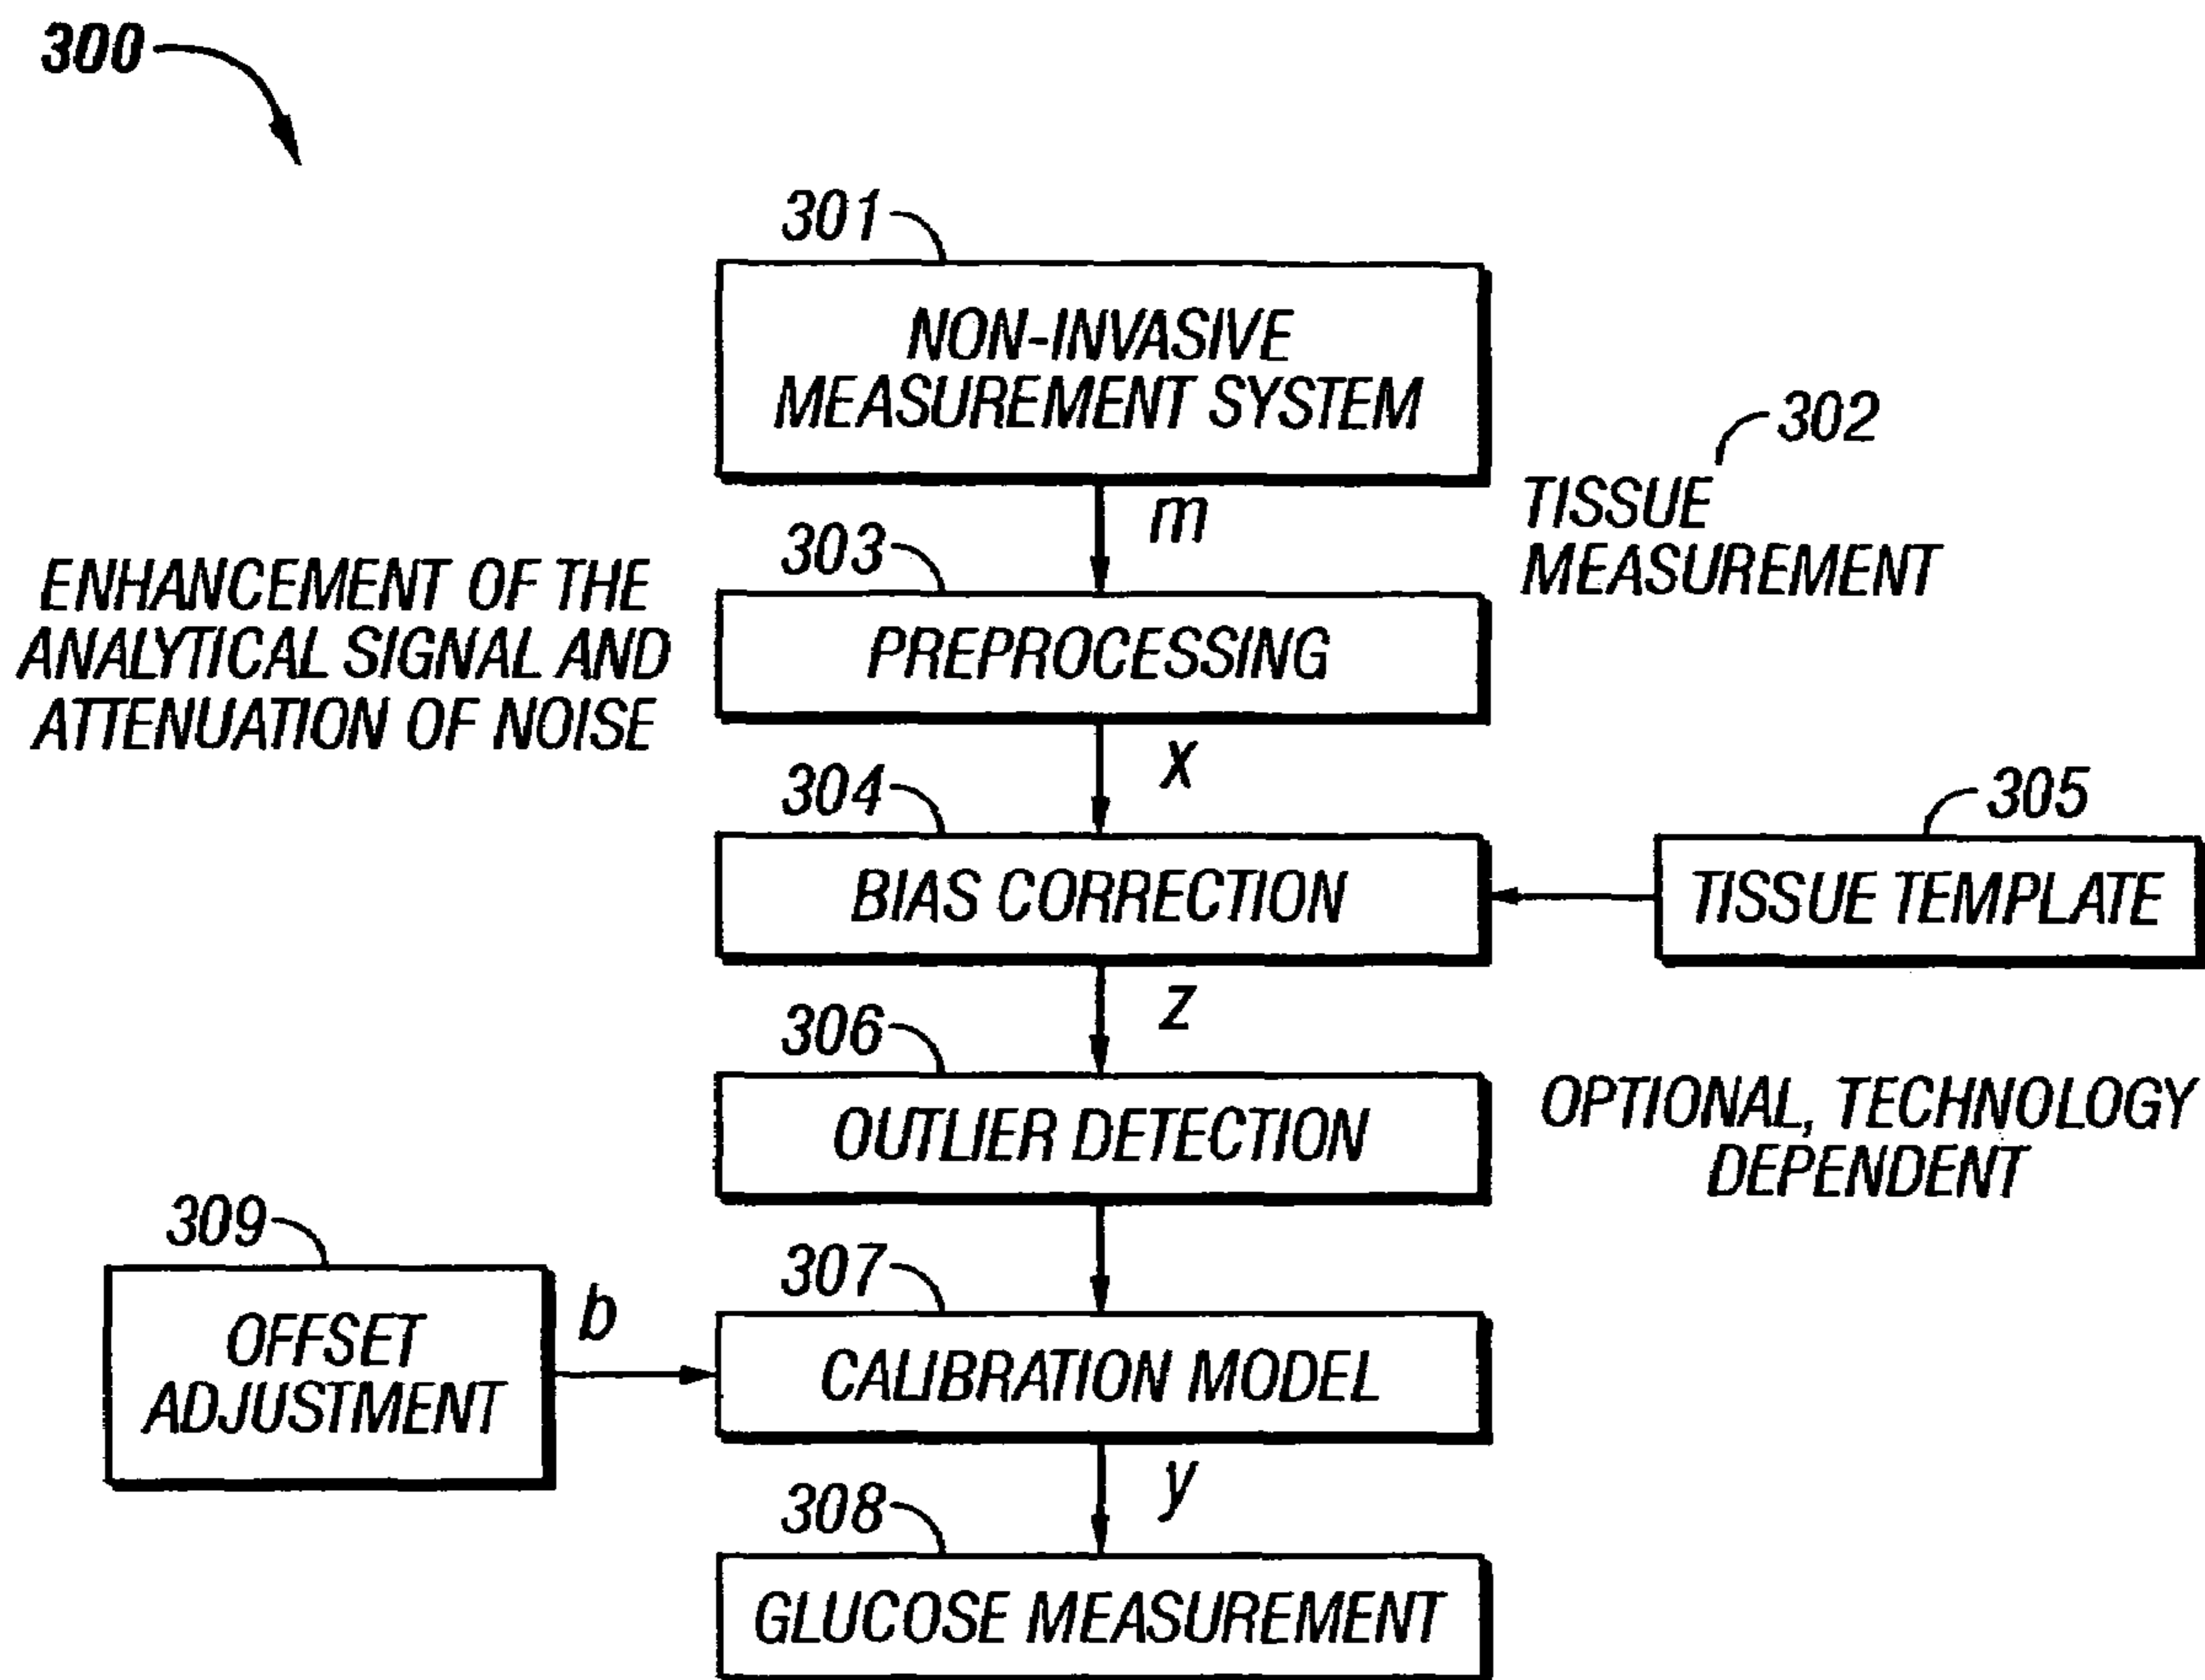 300
301
NON-INVASIVE
MEASUREMENT SYSTEM
302
TISSUE
MEASUREMENT
m
303
ENHANCEMENT OF THE
ANALYTICAL SIGNAL AND
ATTENUATION OF NOISE
PREPROCESSING
x
304
BIAS CORRECTION
305
TISSUE TEMPLATE
z
306
OUTLIER DETECTION
OPTIONAL, TECHNOLOGY
DEPENDENT
309
OFFSET
ADJUSTMENT
b
307
CALIBRATION MODEL
y
308
GLUCOSE MEASUREMENT